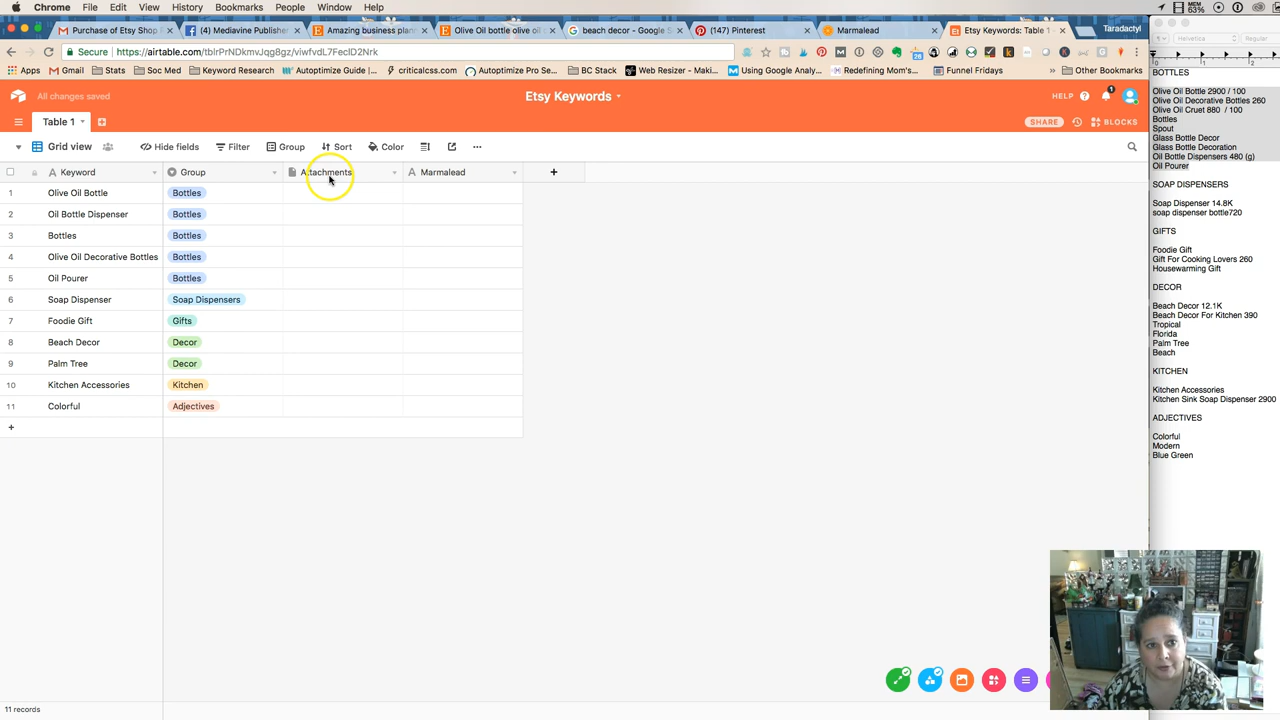 Chrome File Edit View History Bookmarks People Window Help MEM 63%
Purchase of Etsy Shop (4) Mediavine Publisher Amazing business plan Olive Oil bottle olive oil beach decor - Google S (147) Pinterest Marmalead Etsy Keywords: Table 1 Taradactyl
Secure https://airtable.com/tblrPrNDkmvJqg8gz/viwfvdL7FeclD2Nrk
Apps Gmail Stats Soc Med Keyword Research Autoptimize Guide |... criticalcss.com Autoptimize Pro Se... BC Stack Web Resizer - Maki... Using Google Analy... Redefining Mom's... Funnel Fridays >> Other Bookmarks
All changes saved Etsy Keywords HELP 1
Table 1 SHARE BLOCKS
Grid view Hide fields Filter Group Sort Color
Keyword Group Attachments Marmalead
1 Olive Oil Bottle Bottles
2 Oil Bottle Dispenser Bottles
3 Bottles Bottles
4 Olive Oil Decorative Bottles Bottles
5 Oil Pourer Bottles
6 Soap Dispenser Soap Dispensers
7 Foodie Gift Gifts
8 Beach Decor Decor
9 Palm Tree Decor
10 Kitchen Accessories Kitchen
11 Colorful Adjectives
+
11 records
Helvetica Regular
0 1 2
BOTTLES
Olive Oil Bottle 2900 / 100
Olive Oil Decorative Bottles 260
Olive Oil Cruet 880 / 100
Bottles
Spout
Glass Bottle Decor
Glass Bottle Decoration
Oil Bottle Dispensers 480 (g)
Oil Pourer
SOAP DISPENSERS
Soap Dispenser 14.8K
soap dispenser bottle720
GIFTS
Foodie Gift
Gift For Cooking Lovers 260
Housewarming Gift
DECOR
Beach Decor 12.1K
Beach Decor For Kitchen 390
Tropical
Florida
Palm Tree
Beach
KITCHEN
Kitchen Accessories
Kitchen Sink Soap Dispenser 2900
ADJECTIVES
Colorful
Modern
Blue Green